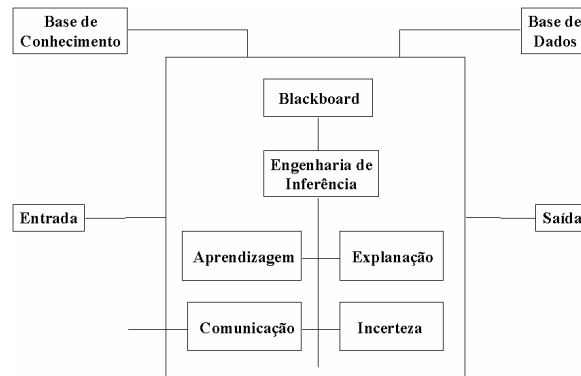 Base de
Conhecimento
Base de
Dados
Blackboard
Engenharia de
Inferência
Entrada
Saída
Aprendizagem
Explanação
Comunicação
Incerteza